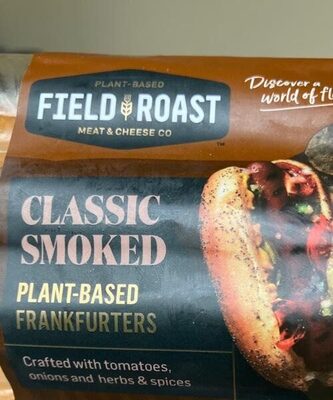 PLANT-BASED
FIELD ROAST
MEAT & CHEESE CO
TM
Discover a
world of
CLASSIC
SMOKED
PLANT-BASED
FRANKFURTERS
Crafted with tomatoes,
onions and herbs & spices